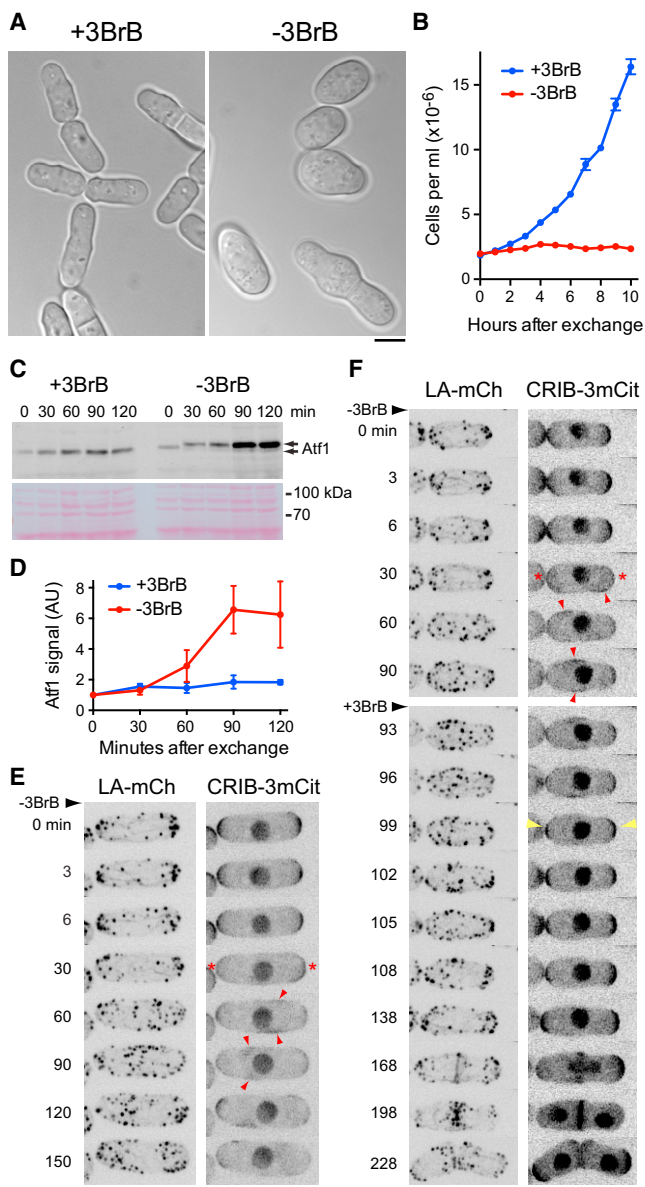 A
+3BrB
-3BrB
B
Cells per ml (x10-6)
15
10
5
0
+3BrB
-3BrB
0 2 4 6 8 10
Hours after exchange
C
+3BrB
-3BrB
0 30 60 90 120
0 30 60 90 120 min
Atf1
-100 kDa
-70
D
Atf1 signal (AU)
8
6
4
2
0
+3BrB
-3BrB
0 30 60 90 120
Minutes after exchange
E
LA-mCh
CRIB-3mCit
-3BrB
0 min
3
6
30
* *
60
90
120
150
F
LA-mCh
CRIB-3mCit
-3BrB
0 min
3
6
30
* *
60
90
+3BrB
93
96
99
102
105
108
138
168
198
228